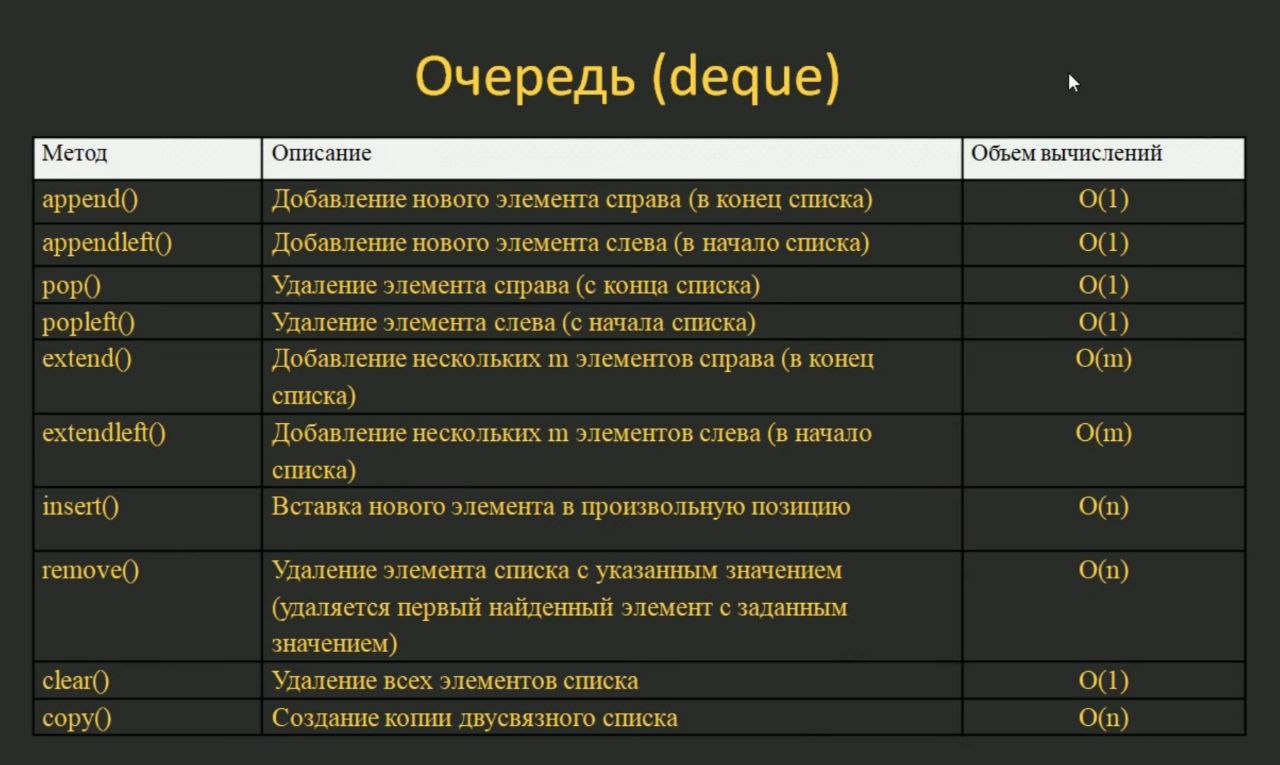 Очередь (deque)
Метод Описание Объем вычислений
append() Добавление нового элемента справа (в конец списка) O(1)
appendleft() Добавление нового элемента слева (в начало списка) O(1)
pop() Удаление элемента справа (с конца списка) O(1)
popleft() Удаление элемента слева (с начала списка) O(1)
extend() Добавление нескольких m элементов справа (в конец O(m)
списка)
extendleft() Добавление нескольких m элементов слева (в начало O(m)
списка)
insert() Вставка нового элемента в произвольную позицию O(n)
remove() Удаление элемента списка с указанным значением O(n)
(удаляется первый найденный элемент с заданным
значением)
clear() Удаление всех элементов списка O(1)
copy() Создание копии двусвязного списка O(n)